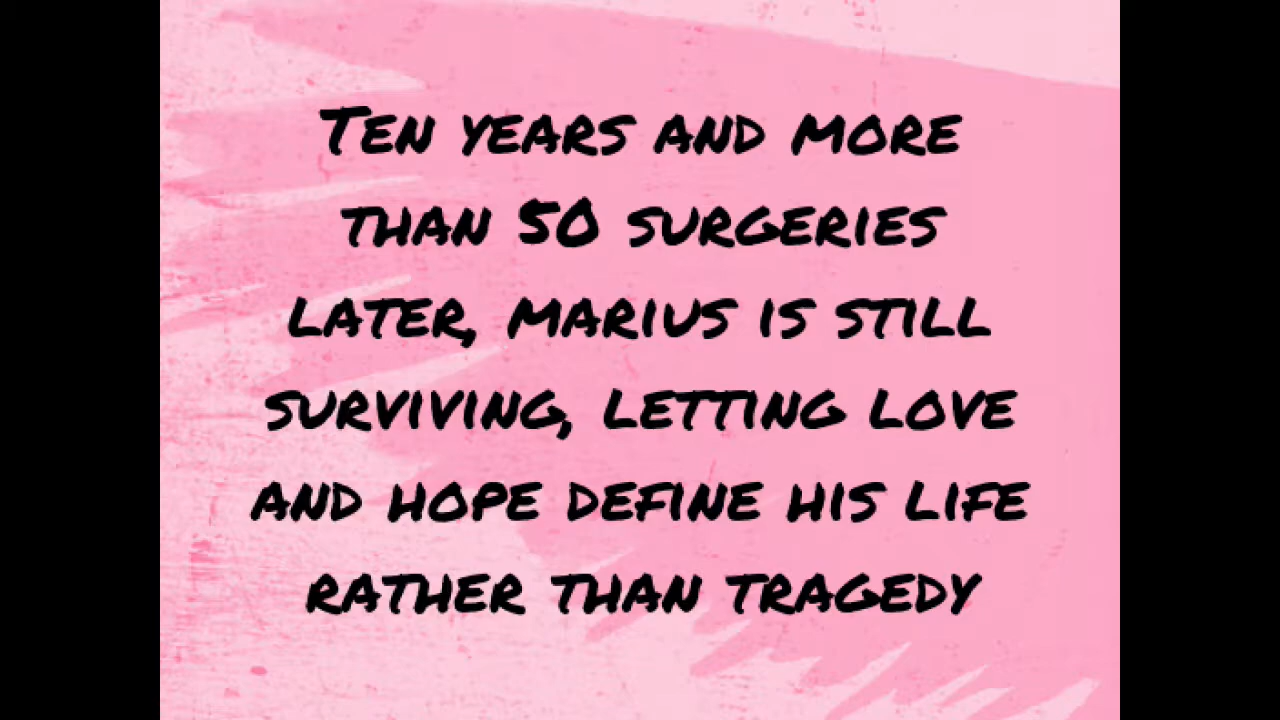 Ten years and more
than 50 surgeries
later, Marius is still
surviving, letting love
and hope define his life
rather than tragedy